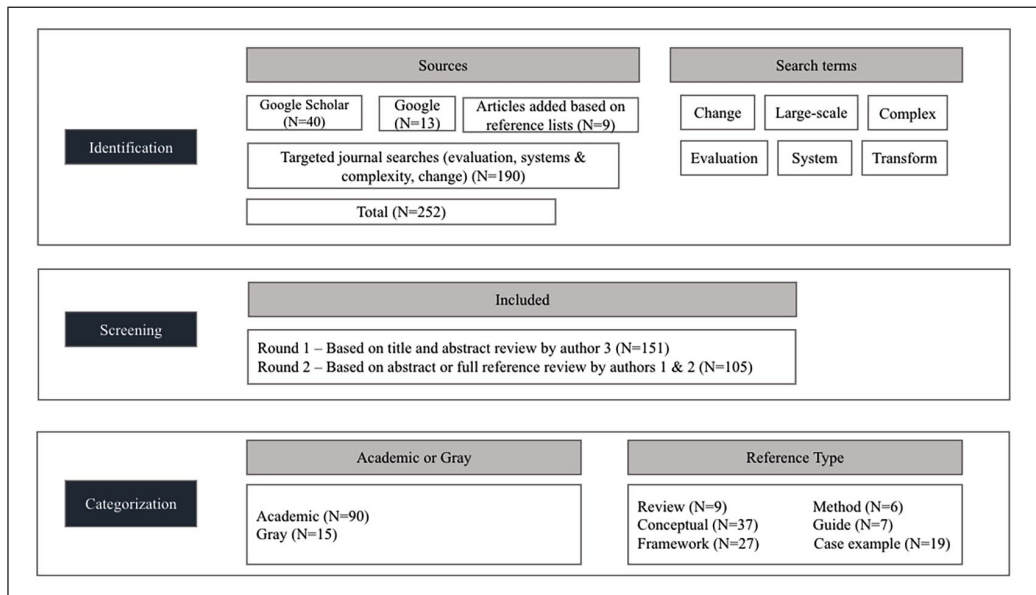 Identification
Sources
Google Scholar
(N=40)
Google
(N=13)
Articles added based on
reference lists (N=9)
Targeted journal searches (evaluation, systems &
complexity, change) (N=190)
Total (N=252)
Search terms
Change
Large-scale
Complex
Evaluation
System
Transform
Screening
Included
Round 1 – Based on title and abstract review by author 3 (N=151)
Round 2 – Based on abstract or full reference review by authors 1 & 2 (N=105)
Categorization
Academic or Gray
Academic (N=90)
Gray (N=15)
Reference Type
Review (N=9)
Conceptual (N=37)
Framework (N=27)
Method (N=6)
Guide (N=7)
Case example (N=19)